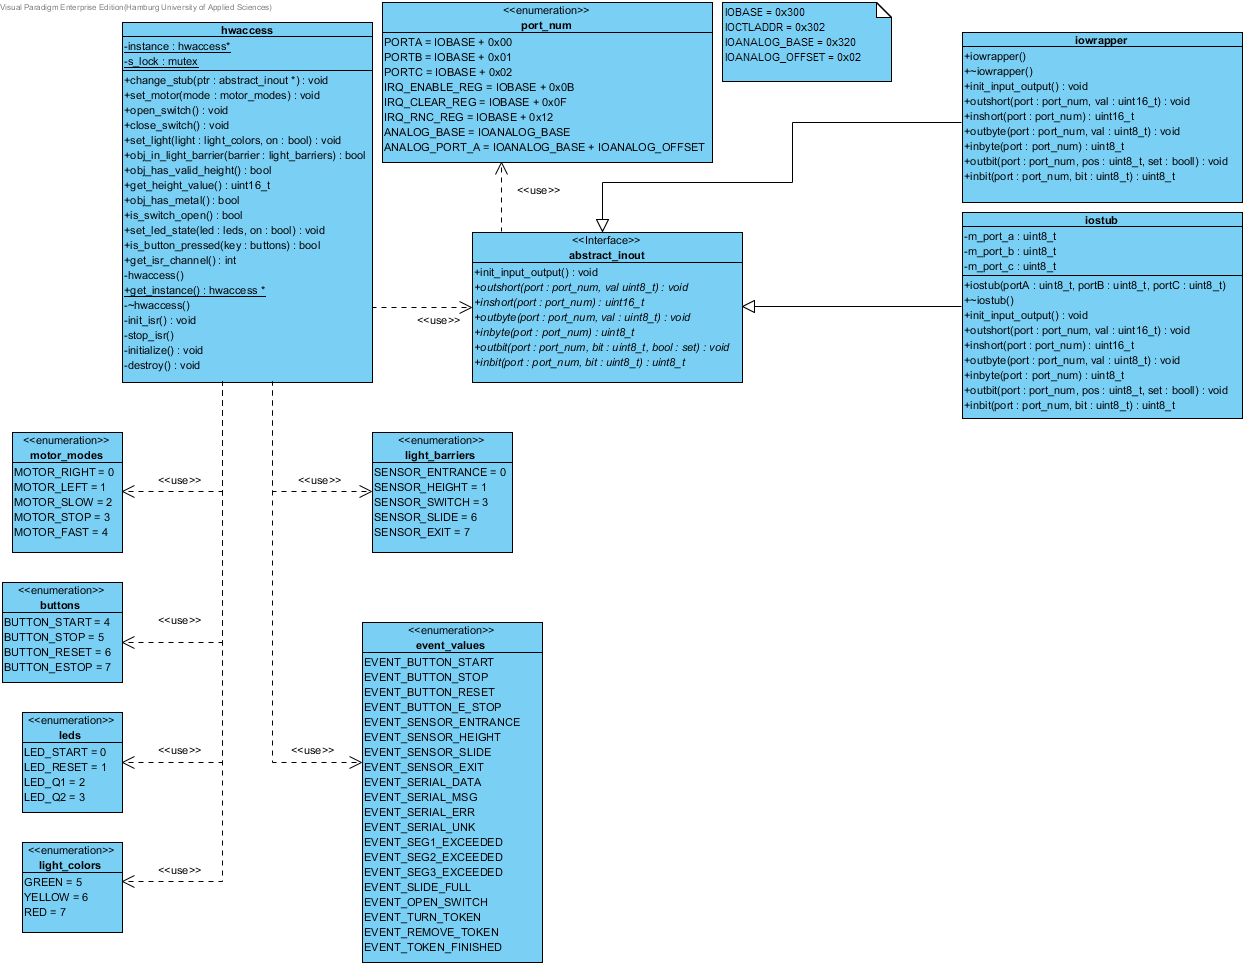 Visual Paradigm Enterprise Edition(Hamburg University of Applied Sciences)
hwaccess
-instance : hwaccess*
-s_lock : mutex
+change_stub(ptr : abstract_inout *) : void
+set_motor(mode : motor_modes) : void
+open_switch() : void
+close_switch() : void
+set_light(light : light_colors, on : bool) : void
+obj_in_light_barrier(barrier : light_barriers) : bool
+obj_has_valid_height() : bool
+get_height_value() : uint16_t
+obj_has_metal() : bool
+is_switch_open() : bool
+set_led_state(led : leds, on : bool) : void
+is_button_pressed(key : buttons) : bool
+get_isr_channel() : int
-hwaccess()
+get_instance() : hwaccess *
-~hwaccess()
-init_isr() : void
-stop_isr()
-initialize() : void
-destroy() : void
<<enumeration>>
port_num
PORTA = IOBASE + 0x00
PORTB = IOBASE + 0x01
PORTC = IOBASE + 0x02
IRQ_ENABLE_REG = IOBASE + 0x0B
IRQ_CLEAR_REG = IOBASE + 0x0F
IRQ_RNC_REG = IOBASE + 0x12
ANALOG_BASE = IOANALOG_BASE
ANALOG_PORT_A = IOANALOG_BASE + IOANALOG_OFFSET
IOBASE = 0x300
IOCTLADDR = 0x302
IOANALOG_BASE = 0x320
IOANALOG_OFFSET = 0x02
iowrapper
+iowrapper()
+~iowrapper()
+init_input_output() : void
+outshort(port : port_num, val : uint16_t) : void
+inshort(port : port_num) : uint16_t
+outbyte(port : port_num, val : uint8_t) : void
+inbyte(port : port_num) : uint8_t
+outbit(port : port_num, pos : uint8_t, set : booll) : void
+inbit(port : port_num, bit : uint8_t) : uint8_t
<<use>>
<<Interface>>
abstract_inout
+init_input_output() : void
+outshort(port : port_num, val uint8_t) : void
+inshort(port : port_num) : uint16_t
+outbyte(port : port_num, val : uint8_t) : void
+inbyte(port : port_num) : uint8_t
+outbit(port : port_num, bit : uint8_t, bool : set) : void
+inbit(port : port_num, bit : uint8_t) : uint8_t
<<use>>
iostub
-m_port_a : uint8_t
-m_port_b : uint8_t
-m_port_c : uint8_t
+iostub(portA : uint8_t, portB : uint8_t, portC : uint8_t)
+~iostub()
+init_input_output() : void
+outshort(port : port_num, val : uint16_t) : void
+inshort(port : port_num) : uint16_t
+outbyte(port : port_num, val : uint8_t) : void
+inbyte(port : port_num) : uint8_t
+outbit(port : port_num, pos : uint8_t, set : booll) : void
+inbit(port : port_num, bit : uint8_t) : uint8_t
<<enumeration>>
motor_modes
MOTOR_RIGHT = 0
MOTOR_LEFT = 1
MOTOR_SLOW = 2
MOTOR_STOP = 3
MOTOR_FAST = 4
<<use>>
<<use>>
<<enumeration>>
light_barriers
SENSOR_ENTRANCE = 0
SENSOR_HEIGHT = 1
SENSOR_SWITCH = 3
SENSOR_SLIDE = 6
SENSOR_EXIT = 7
<<enumeration>>
buttons
BUTTON_START = 4
BUTTON_STOP = 5
BUTTON_RESET = 6
BUTTON_ESTOP = 7
<<use>>
<<enumeration>>
leds
LED_START = 0
LED_RESET = 1
LED_Q1 = 2
LED_Q2 = 3
<<use>>
<<use>>
<<enumeration>>
event_values
EVENT_BUTTON_START
EVENT_BUTTON_STOP
EVENT_BUTTON_RESET
EVENT_BUTTON_E_STOP
EVENT_SENSOR_ENTRANCE
EVENT_SENSOR_HEIGHT
EVENT_SENSOR_SLIDE
EVENT_SENSOR_EXIT
EVENT_SERIAL_DATA
EVENT_SERIAL_MSG
EVENT_SERIAL_ERR
EVENT_SERIAL_UNK
EVENT_SEG1_EXCEEDED
EVENT_SEG2_EXCEEDED
EVENT_SEG3_EXCEEDED
EVENT_SLIDE_FULL
EVENT_OPEN_SWITCH
EVENT_TURN_TOKEN
EVENT_REMOVE_TOKEN
EVENT_TOKEN_FINISHED
<<enumeration>>
light_colors
GREEN = 5
YELLOW = 6
RED = 7
<<use>>